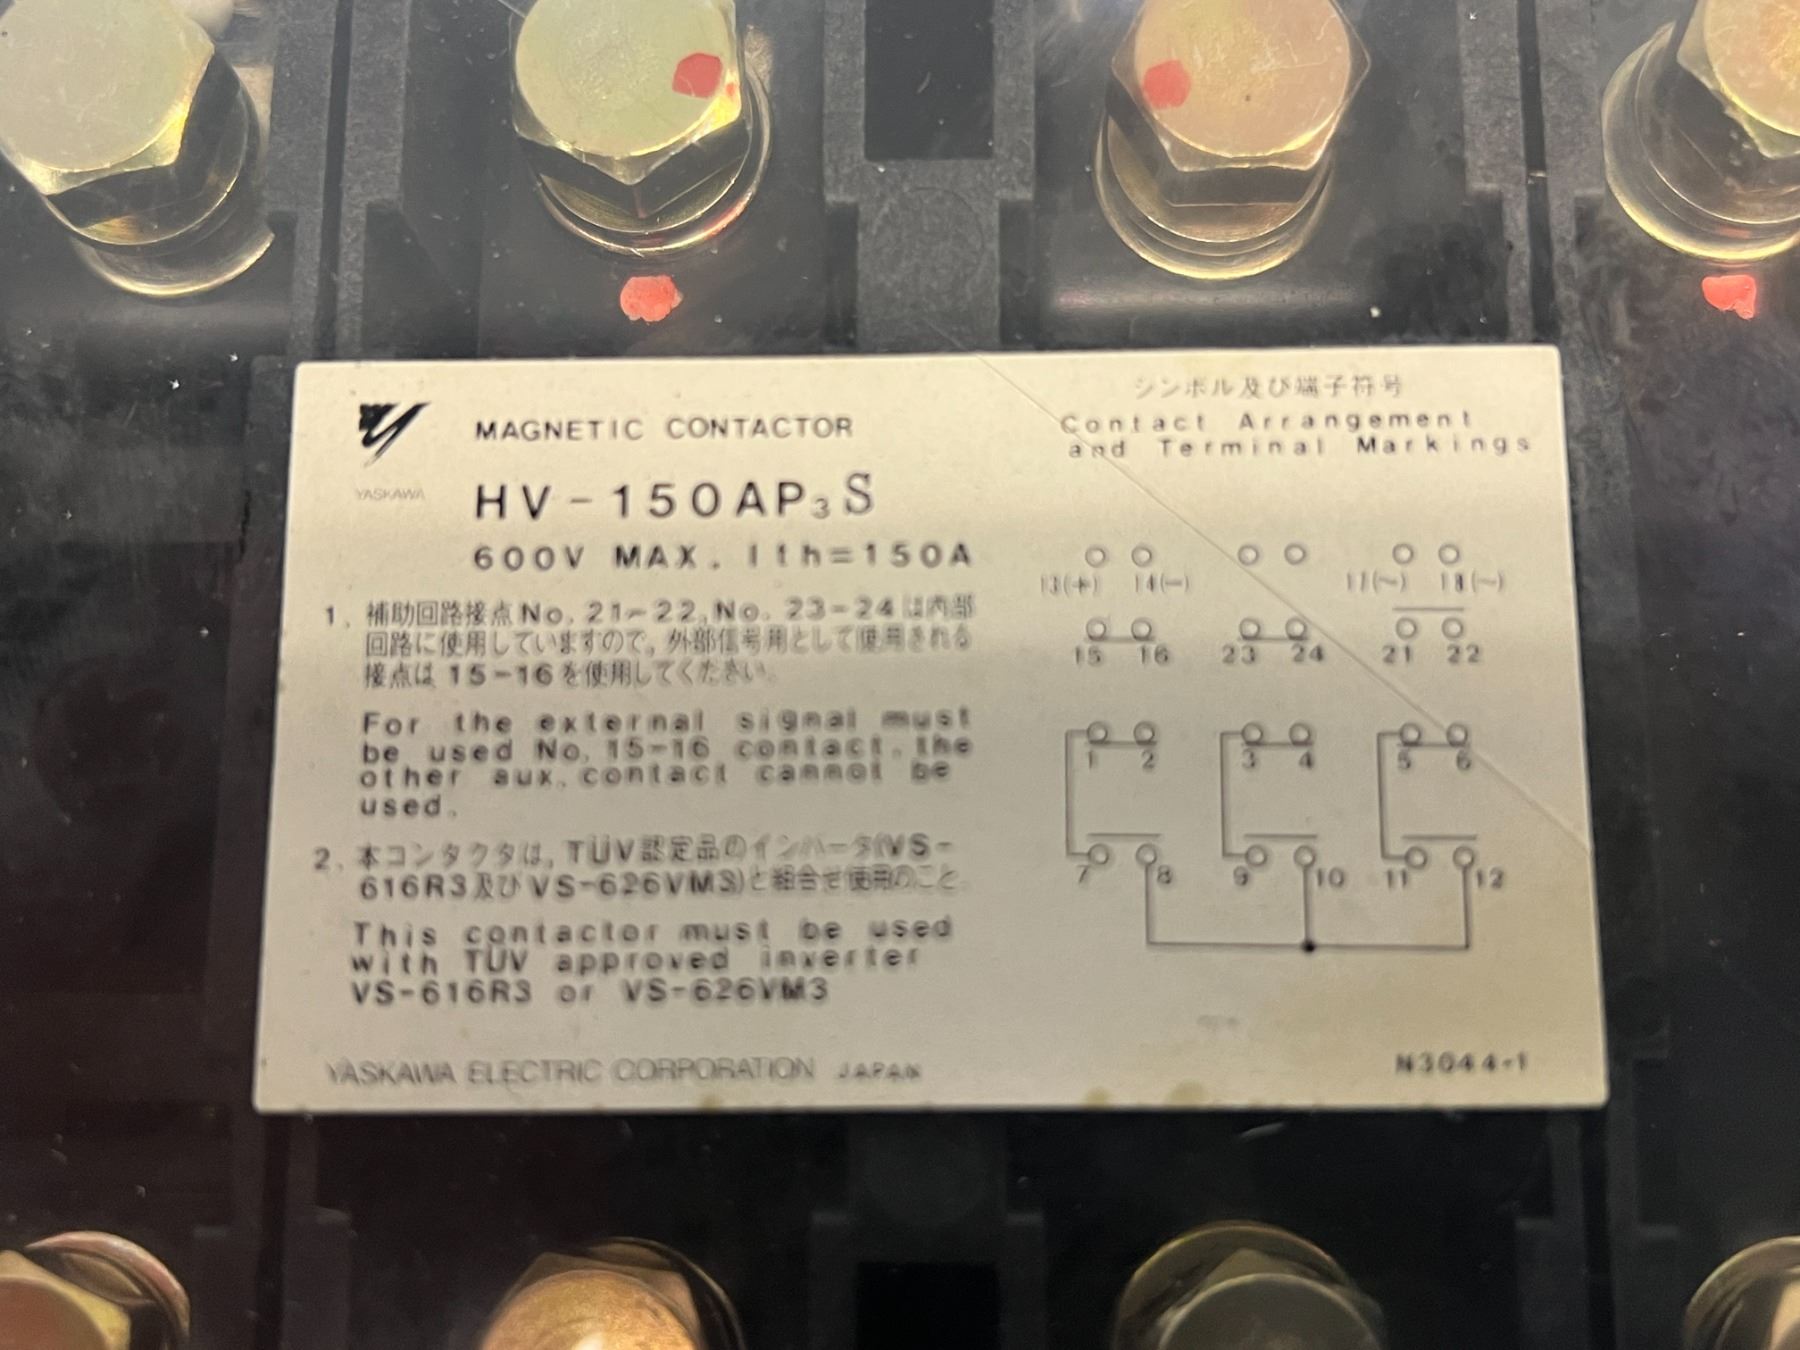 YASKAWA
MAGNETIC CONTACTOR
HV-150AP₃S
600V MAX. Ith=150A
1. 補助回路接点No. 21-22, No. 23-24は内部
回路に使用していますので, 外部信号用として使用される
接点は15-16を使用してください。
For the external signal must
be used No. 15-16 contact. the
other aux. contact cannot be
used.
2. 本コンタクタは, TÜV認定品のインバータ(VS-
616R3及びVS-626VM3)と組合せ使用のこと
This contactor must be used
with TÜV approved inverter
VS-616R3 or VS-626VM3
YASKAWA ELECTRIC CORPORATION JAPAN
シンボル及び端子符号
Contact Arrangement
and Terminal Markings
13(+) 14(-) 17(~) 18(~)
15 16 23 24 21 22
1 2 3 4 5 6
7 8 9 10 11 12
N3044-1